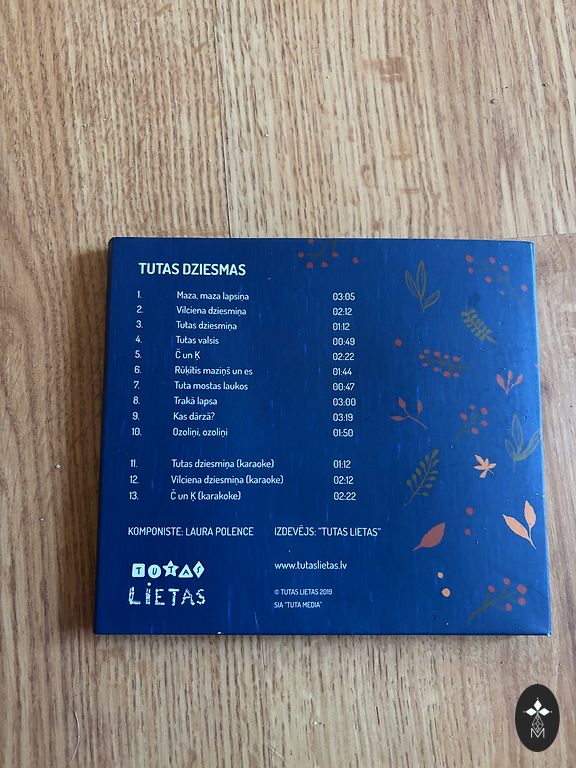 TUTAS DZIESMAS
1. Maza, maza lapsiņa 03:05
2. Vilciena dziesmiņa 02:12
3. Tutas dziesmiņa 01:12
4. Tutas valsis 00:49
5. Č un Ķ 02:22
6. Rūķītis maziņš un es 01:44
7. Tuta mostas laukos 00:47
8. Trakā lapsa 03:00
9. Kas dārzā? 03:19
10. Ozoliņi, ozoliņi 01:50
11. Tutas dziesmiņa (karaoke) 01:12
12. Vilciena dziesmiņa (karaoke) 02:12
13. Č un Ķ (karakoke) 02:22
KOMPONISTE: LAURA POLENCE IZDEVĒJS: "TUTAS LIETAS"
TUTAS
LIETAS
www.tutaslietas.lv
© TUTAS LIETAS 2019
SIA "TUTA MEDIA"
M